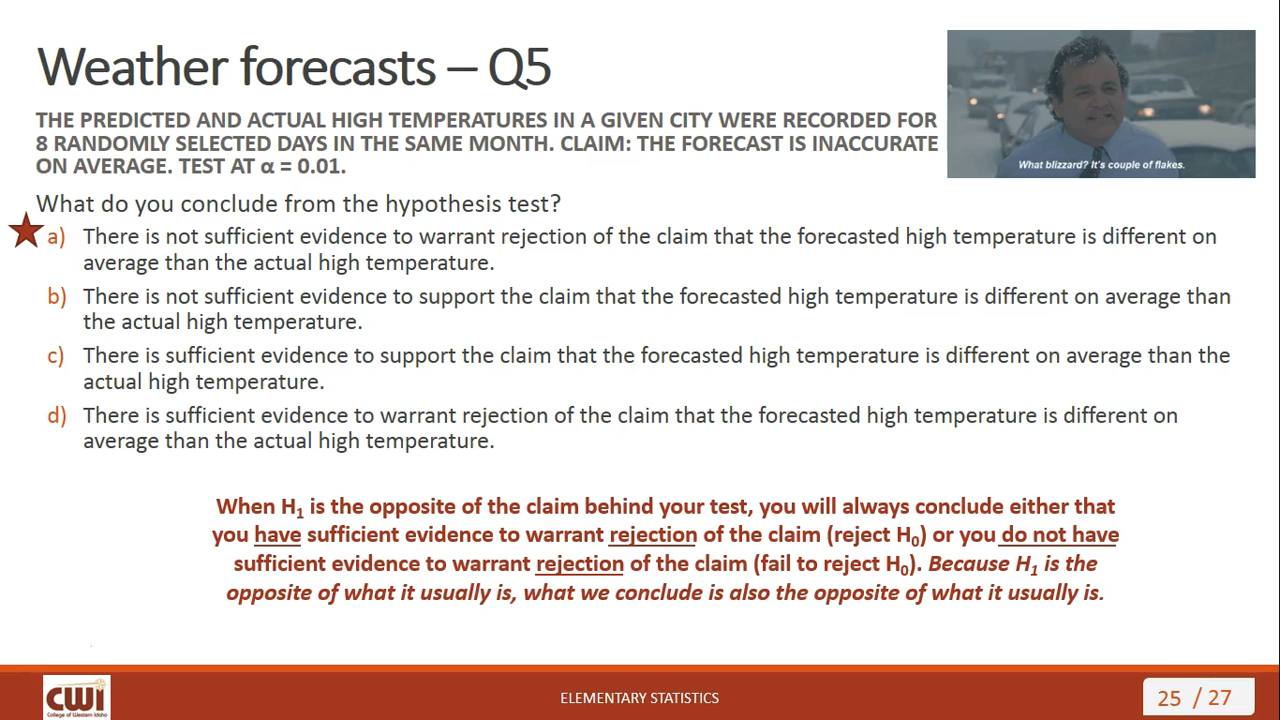 Weather forecasts – Q5
THE PREDICTED AND ACTUAL HIGH TEMPERATURES IN A GIVEN CITY WERE RECORDED FOR
8 RANDOMLY SELECTED DAYS IN THE SAME MONTH. CLAIM: THE FORECAST IS INACCURATE
ON AVERAGE. TEST AT α = 0.01.
What blizzard? It's couple of flakes.
What do you conclude from the hypothesis test?
a) There is not sufficient evidence to warrant rejection of the claim that the forecasted high temperature is different on
average than the actual high temperature.
b) There is not sufficient evidence to support the claim that the forecasted high temperature is different on average than
the actual high temperature.
c) There is sufficient evidence to support the claim that the forecasted high temperature is different on average than the
actual high temperature.
d) There is sufficient evidence to warrant rejection of the claim that the forecasted high temperature is different on
average than the actual high temperature.
When H₁ is the opposite of the claim behind your test, you will always conclude either that
you have sufficient evidence to warrant rejection of the claim (reject H₀) or you do not have
sufficient evidence to warrant rejection of the claim (fail to reject H₀). Because H₁ is the
opposite of what it usually is, what we conclude is also the opposite of what it usually is.
CWI
College of Western Idaho
ELEMENTARY STATISTICS
25 / 27